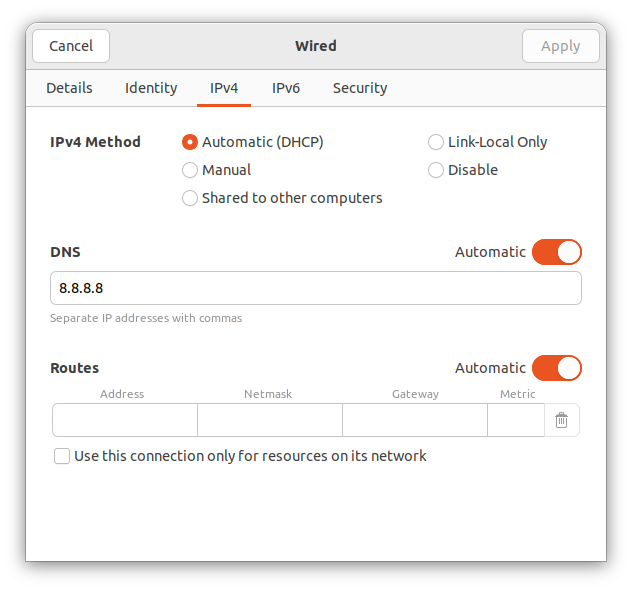 Cancel Wired Apply
Details Identity IPv4 IPv6 Security
IPv4 Method Automatic (DHCP) Link-Local Only
Manual Disable
Shared to other computers
DNS Automatic
8.8.8.8
Separate IP addresses with commas
Routes Automatic
Address Netmask Gateway Metric
Use this connection only for resources on its network